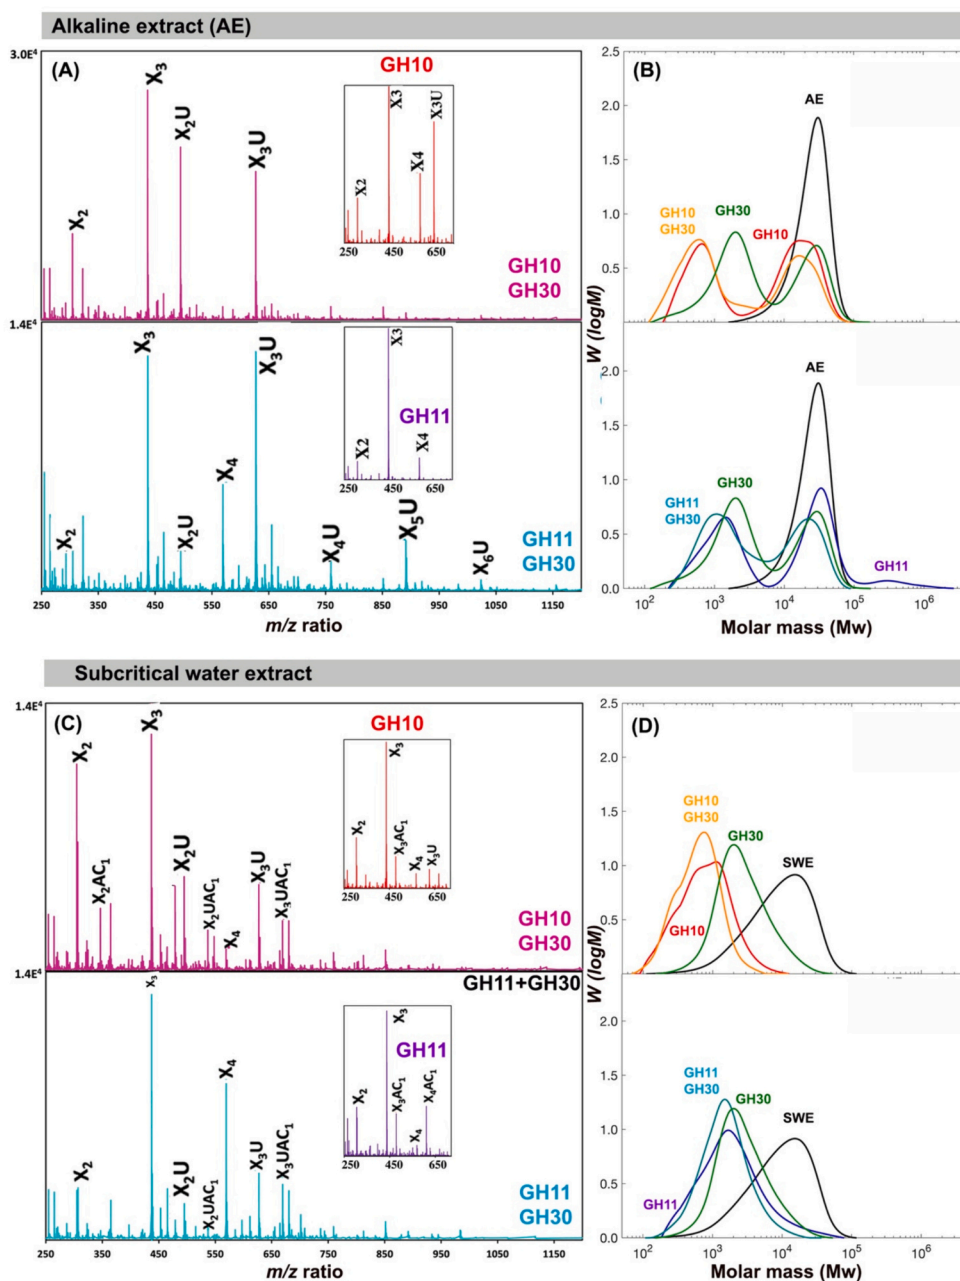 Alkaline extract (AE)
3.0E⁴
(A)
X₃
X₂U
X₃U
X₂
GH10
X2
X3
X4
X3U
250 450 650
GH10
GH30
1.4E⁴
X₃
X₃U
X₂
X₂U
X₄
X₄U
X₅U
X₆U
X3
GH11
X2
X4
250 450 650
GH11
GH30
250 350 450 550 650 750 850 950 1050 1150
m/z ratio
(B)
2.5
2.0
1.5
1.0
0.5
W (logM)
AE
GH10
GH30
GH30
GH10
2.0
1.5
1.0
0.5
0.0
AE
GH30
GH11
GH30
GH11
10² 10³ 10⁴ 10⁵ 10⁶
Molar mass (Mw)
Subcritical water extract
1.4E⁴
(C)
X₂
X₃
X₂AC₁
X₂U
X₂UAC₁
X₄
X₃U
X₃UAC₁
GH10
X₂
X₃
X₃AC₁
X₄
X₃U
250 450 650
GH10
GH30
1.4E⁴
GH11+GH30
X₃
X₄
X₂
X₂U
X₂UAC₁
X₃U
X₃UAC₁
X₃
GH11
X₂
X₃AC₁
X₄
X₄AC₁
250 450 650
GH11
GH30
250 350 450 550 650 750 850 950 1050 1150
m/z ratio
(D)
2.5
2.0
1.5
1.0
0.5
W (logM)
GH10
GH30
GH30
SWE
GH10
2.0
1.5
1.0
0.5
0.0
GH11
GH30
GH30
SWE
GH11
10² 10³ 10⁴ 10⁵ 10⁶
Molar mass (Mw)